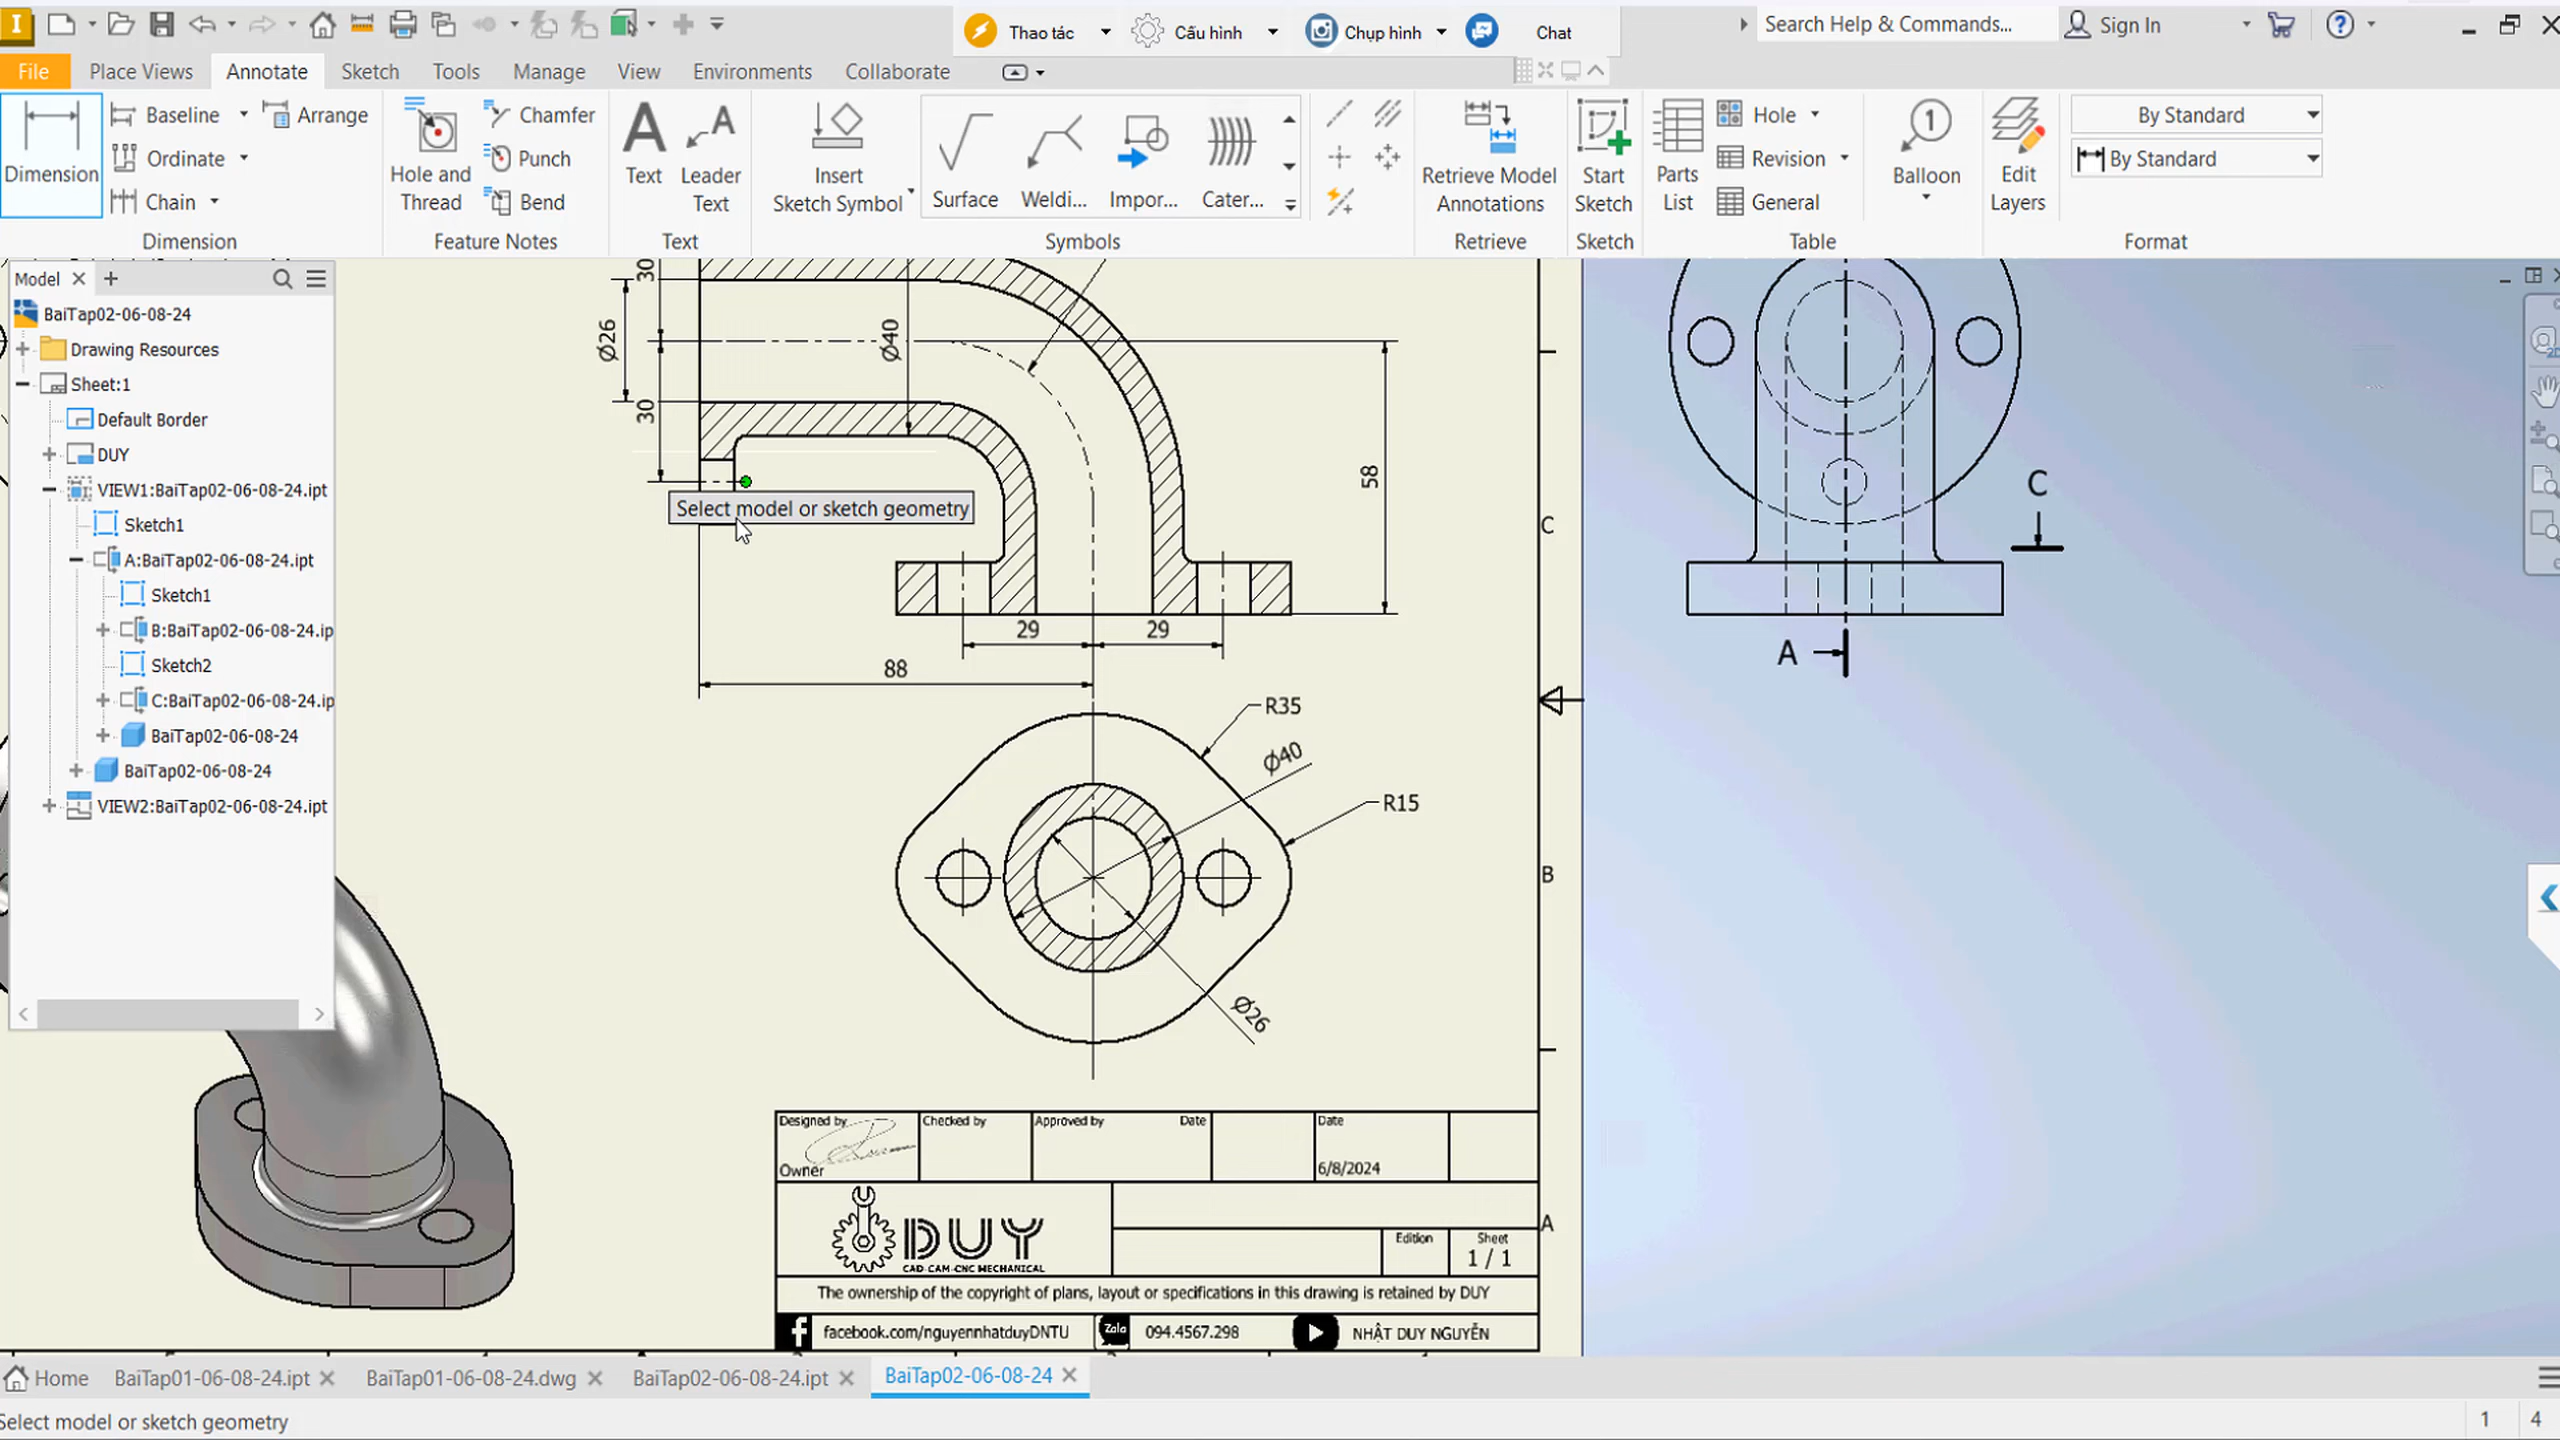 I
Thao tác
Cấu hình
Chụp hình
Chat
Search Help & Commands...
Sign In
File
Place Views
Annotate
Sketch
Tools
Manage
View
Environments
Collaborate
Dimension
Baseline
Arrange
Ordinate
Chain
Dimension
Hole and
Thread
Chamfer
Punch
Bend
Feature Notes
Text
Leader
Text
Text
Insert
Sketch Symbol
Surface
Weldi...
Impor...
Cater...
Symbols
Retrieve Model
Annotations
Retrieve
Start
Sketch
Sketch
Parts
List
Hole
Revision
General
Table
Balloon
Edit
Layers
By Standard
By Standard
Format
Model
BaiTap02-06-08-24
Drawing Resources
Sheet:1
Default Border
DUY
VIEW1:BaiTap02-06-08-24.ipt
Sketch1
A:BaiTap02-06-08-24.ipt
Sketch1
B:BaiTap02-06-08-24.ip
Sketch2
C:BaiTap02-06-08-24.ip
BaiTap02-06-08-24
BaiTap02-06-08-24
VIEW2:BaiTap02-06-08-24.ipt
30
Ø26
Ø40
30
58
Select model or sketch geometry
29
29
88
R35
Ø40
R15
Ø26
C
A
C
B
A
Designed by
Checked by
Approved by
Date
Date
Owner
6/8/2024
DUY
CAD-CAM-CNC MECHANICAL
Edition
Sheet
1 / 1
The ownership of the copyright of plans, layout or specifications in this drawing is retained by DUY
facebook.com/nguyennhatduyDNTU
Zalo
094.4567.298
NHẬT DUY NGUYỄN
Home
BaiTap01-06-08-24.ipt
BaiTap01-06-08-24.dwg
BaiTap02-06-08-24.ipt
BaiTap02-06-08-24
Select model or sketch geometry
1
4